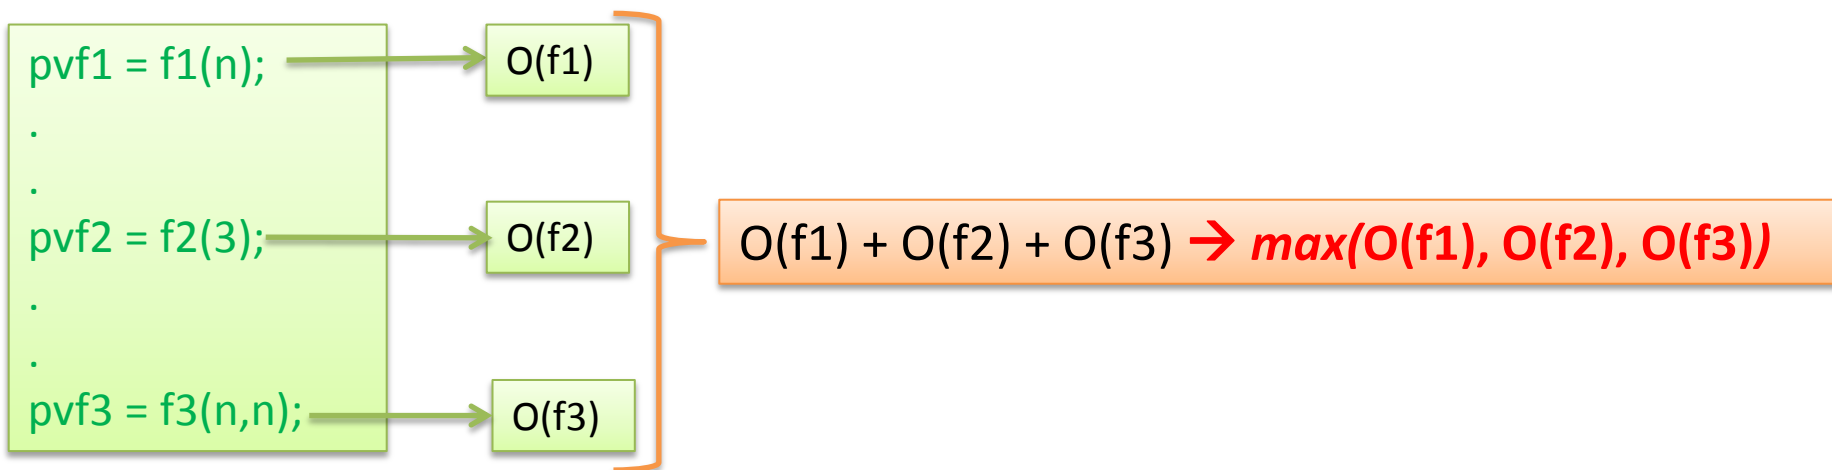 pvf1 = f1(n);
.
.
pvf2 = f2(3);
.
.
pvf3 = f3(n,n);
O(f1)
O(f2)
O(f3)
O(f1) + O(f2) + O(f3) → max(O(f1), O(f2), O(f3))